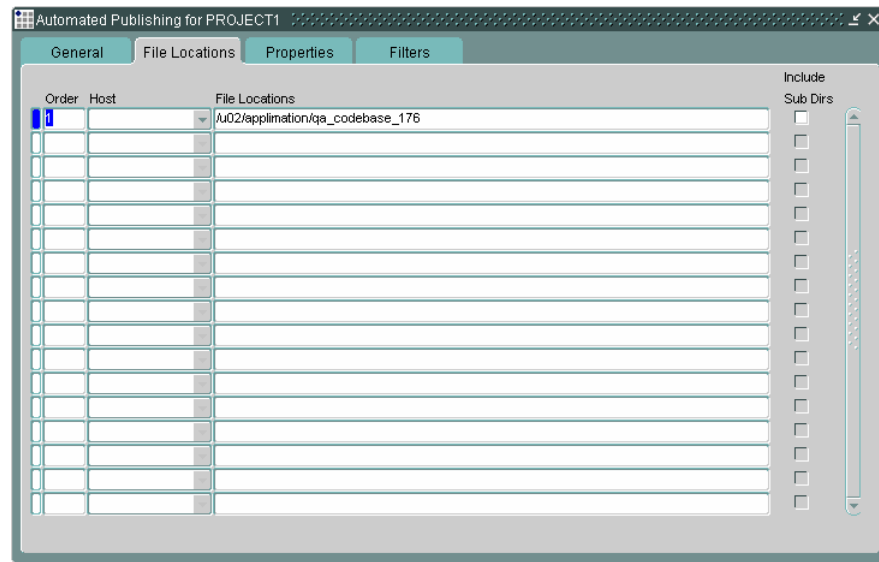 Automated Publishing for PROJECT1
General File Locations Properties Filters
Include
Order Host File Locations Sub Dirs
1 /u02/applimation/qa_codebase_176